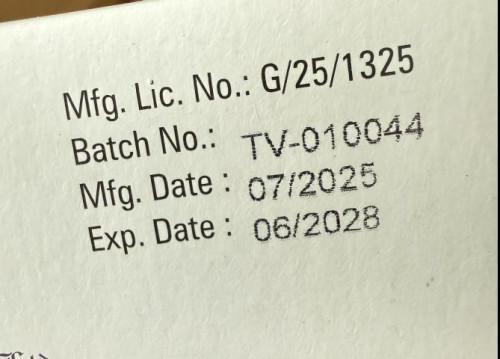 Mfg. Lic. No.: G/25/1325
Batch No.: TV-010044
Mfg. Date : 07/2025
Exp. Date : 06/2028